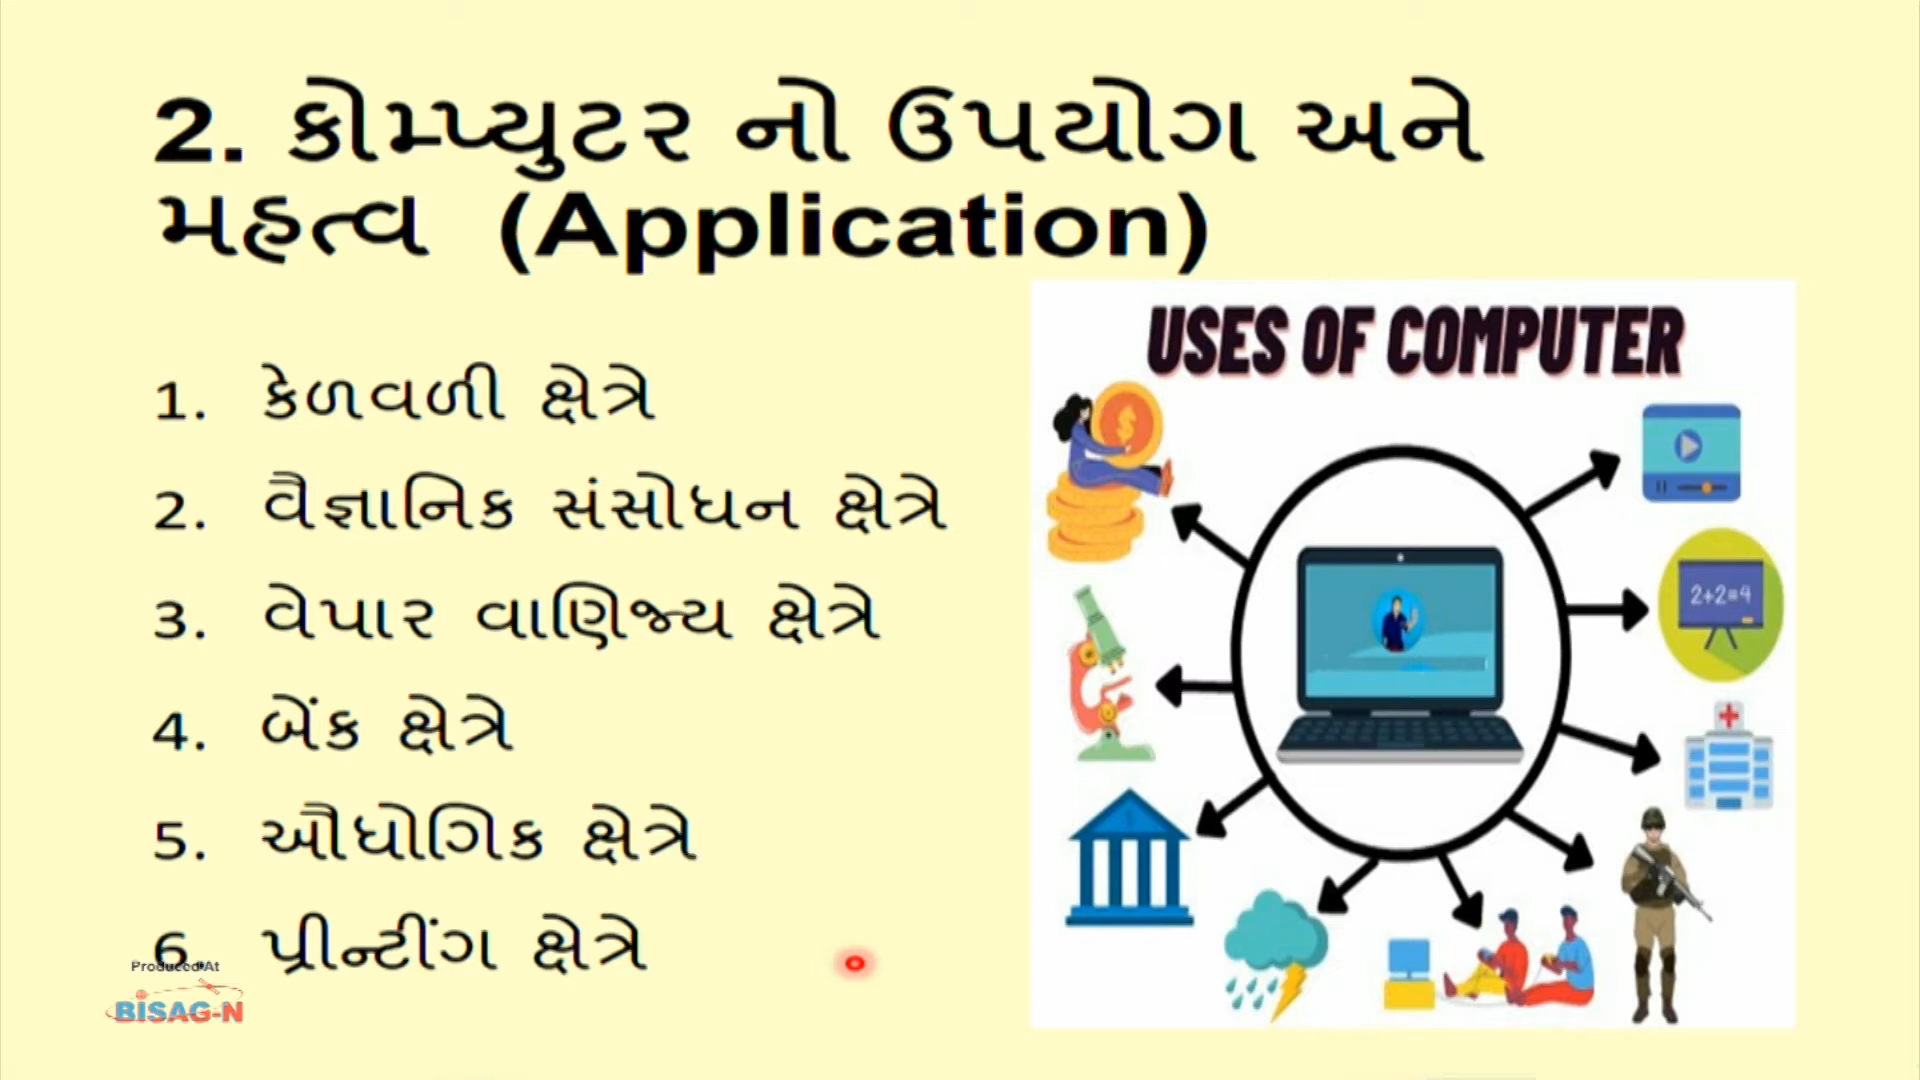 2. કોમ્પ્યુટર નો ઉપયોગ અને
મહત્વ (Application)
1. કેળવળી ક્ષેત્રે
2. વૈજ્ઞાનિક સંસોધન ક્ષેત્રે
3. વેપાર વાણિજ્ય ક્ષેત્રે
4. બેંક ક્ષેત્રે
5. ઔધોગિક ક્ષેત્રે
6. પ્રીન્ટીંગ ક્ષેત્રે
USES OF COMPUTER
$
2+2=4
Produced At
BISAG-N